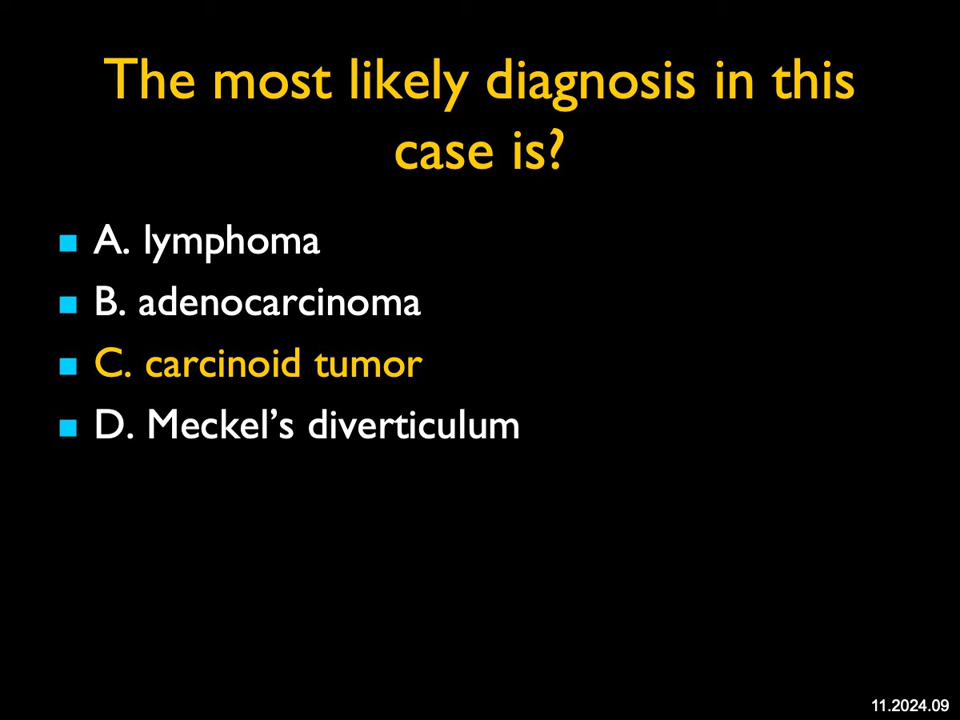 The most likely diagnosis in this
case is?
A. lymphoma
B. adenocarcinoma
C. carcinoid tumor
D. Meckel’s diverticulum
11.2024.09